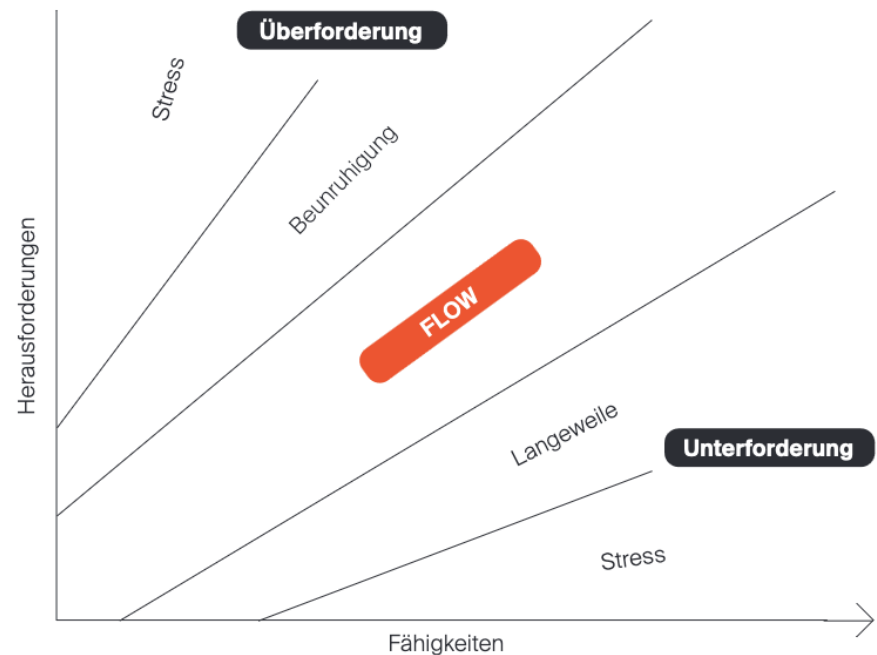 Überforderung
Stress
Beunruhigung
Herausforderungen
FLOW
Langeweile
Unterforderung
Stress
Fähigkeiten